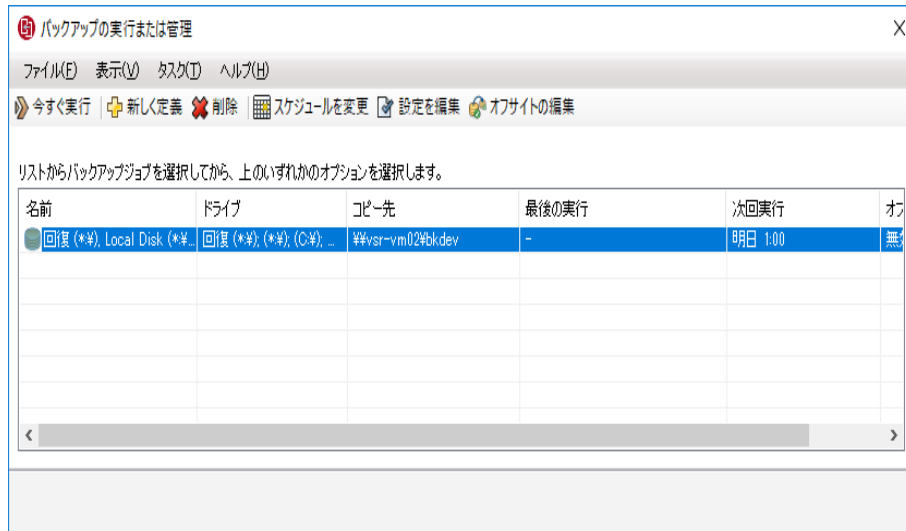 バックアップの実行または管理
ファイル(F) 表示(V) タスク(T) ヘルプ(H)
今すぐ実行 新しく定義 削除 スケジュールを変更 設定を編集 オフサイトの編集
リストからバックアップジョブを選択してから、上のいずれかのオプションを選択します。
名前 ドライブ コピー先 最後の実行 次回実行 オフ
回復 (*:¥), Local Disk (*:¥... 回復 (*:¥); (*:¥); (C:¥); ... ¥¥vsr-vm02¥bkdev - 明日 1:00 無効